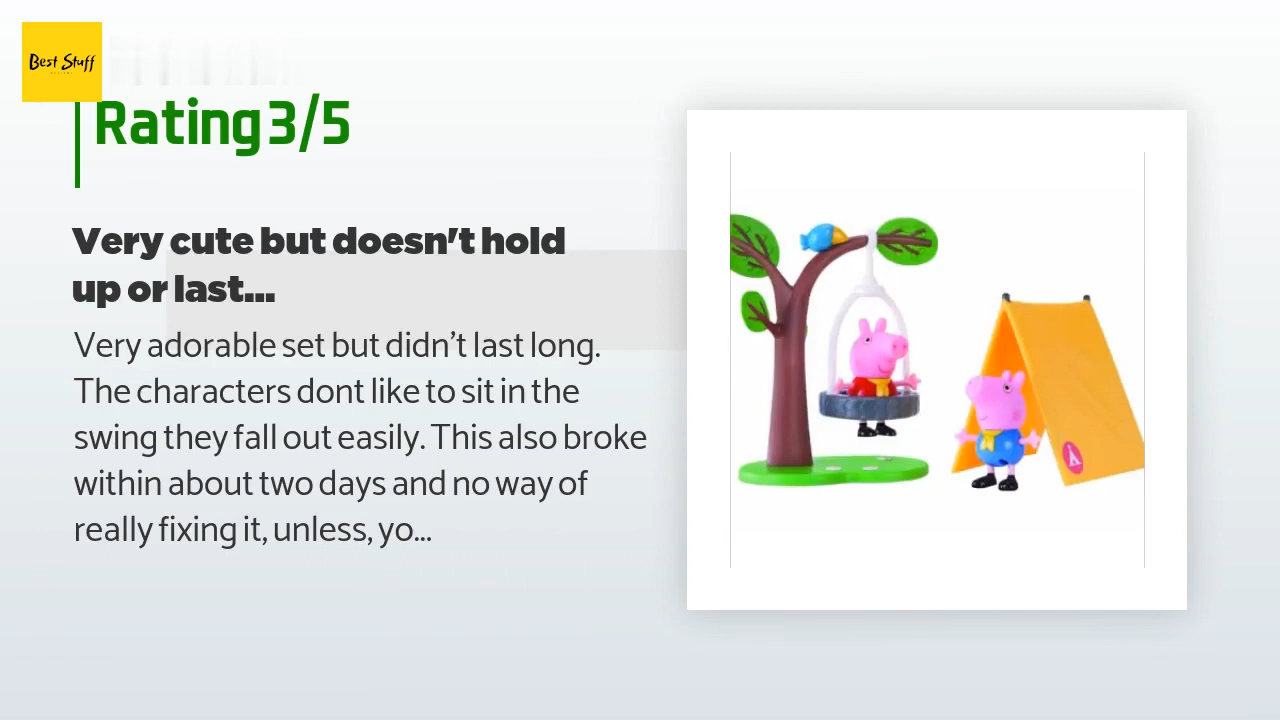 Best Stuff
Rating 3/5
Very cute but doesn't hold
up or last...
Very adorable set but didn't last long.
The characters dont like to sit in the
swing they fall out easily. This also broke
within about two days and no way of
really fixing it, unless, yo...